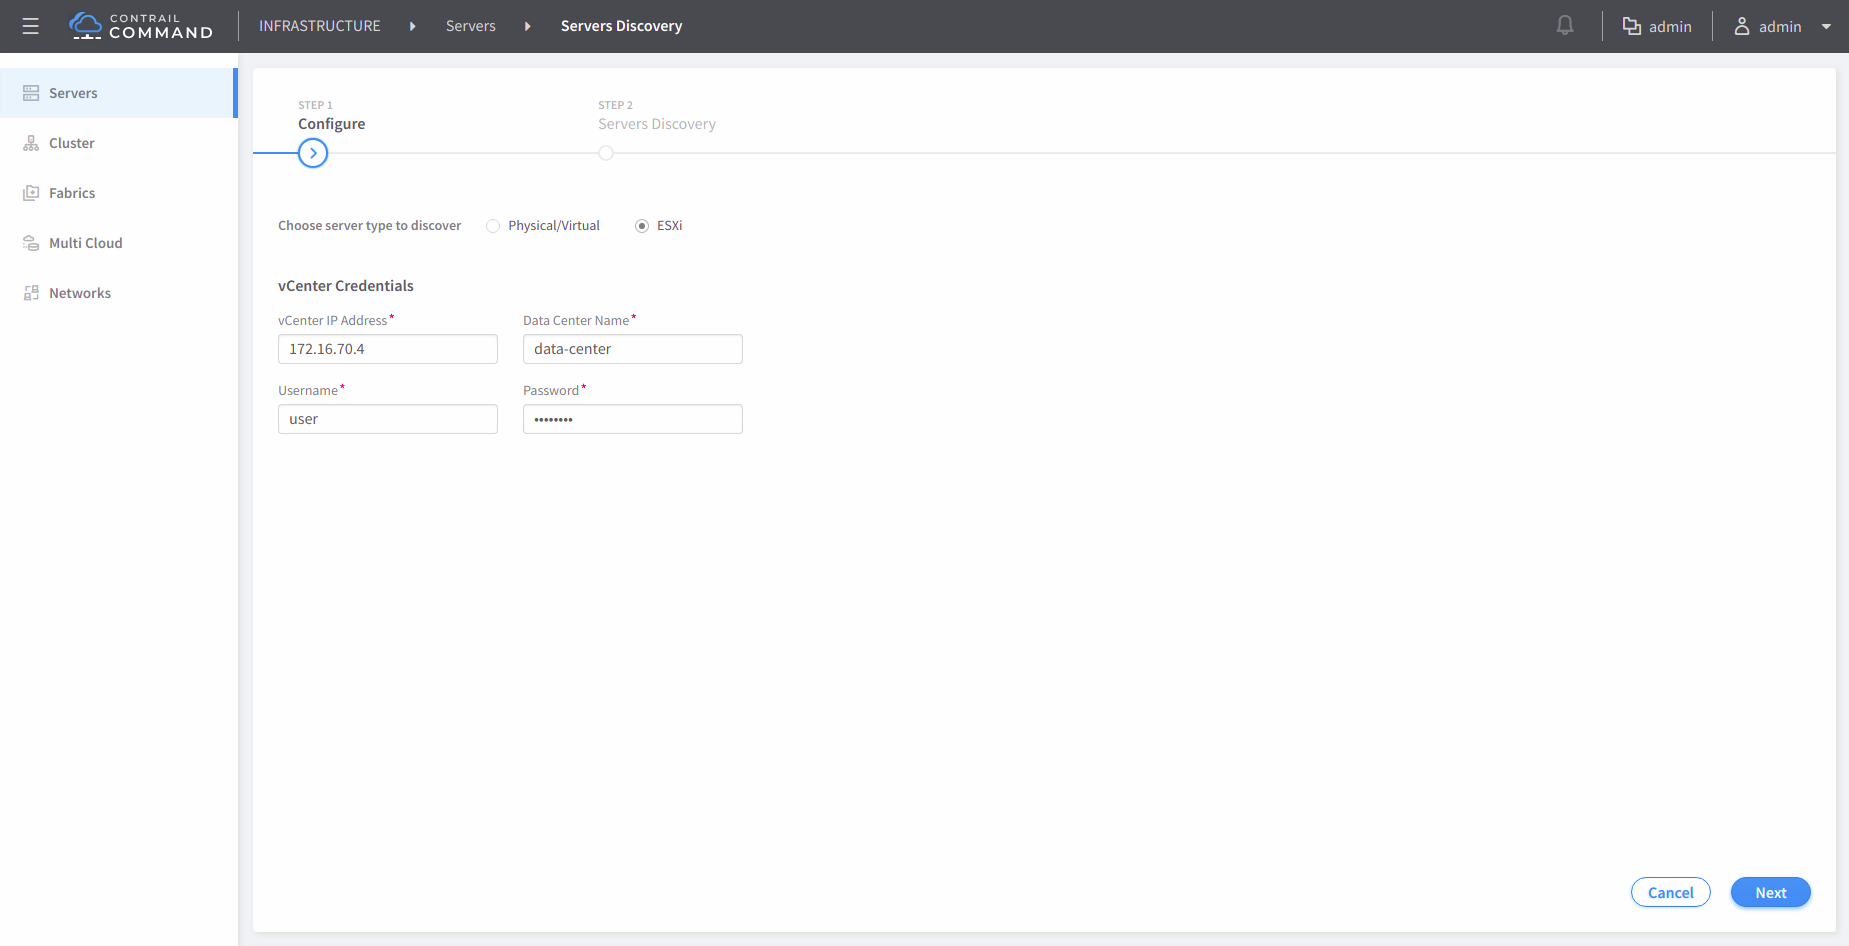 CONTRAIL
COMMAND
INFRASTRUCTURE
Servers
Servers Discovery
admin
admin
Servers
Cluster
Fabrics
Multi Cloud
Networks
STEP 1
Configure
STEP 2
Servers Discovery
Choose server type to discover
Physical/Virtual
ESXi
vCenter Credentials
vCenter IP Address*
Data Center Name*
172.16.70.4
data-center
Username*
Password*
user
••••••••
Cancel
Next